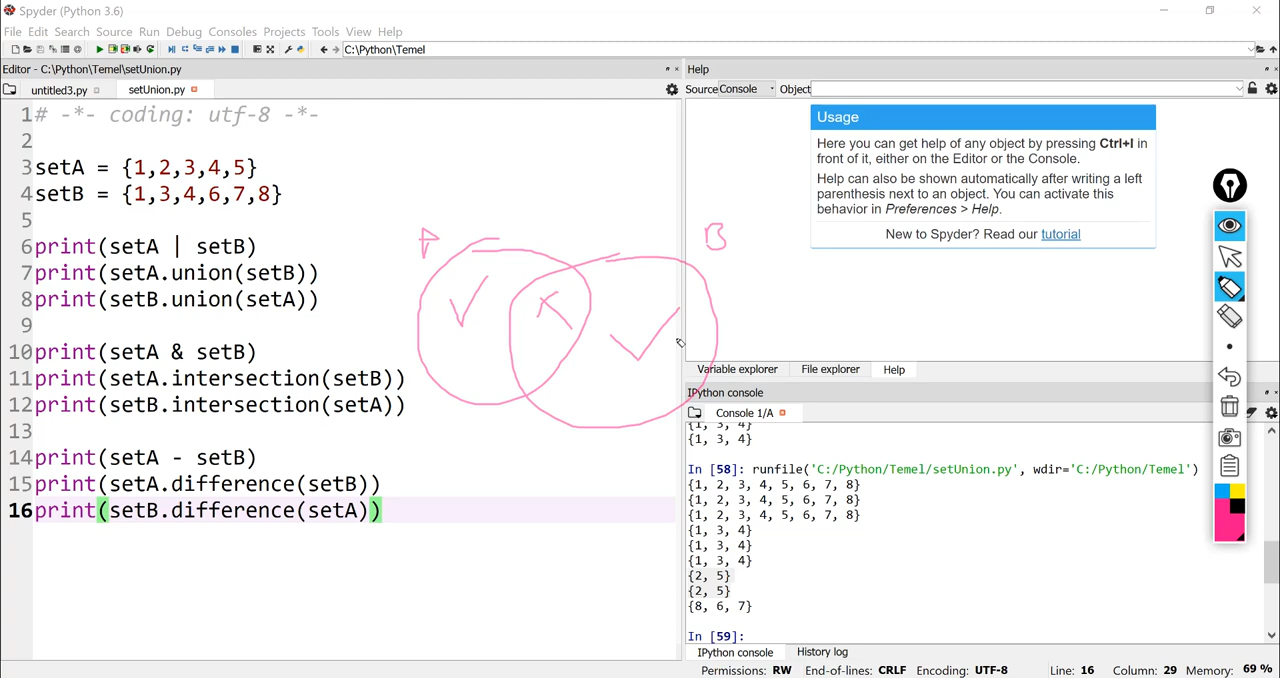 Spyder (Python 3.6)
File Edit Search Source Run Debug Consoles Projects Tools View Help
C:\Python\Temel
Editor - C:\Python\Temel\setUnion.py
untitled3.py
setUnion.py
1 # -*- coding: utf-8 -*-
2
3 setA = {1,2,3,4,5}
4 setB = {1,3,4,6,7,8}
5
6 print(setA | setB)
7 print(setA.union(setB))
8 print(setB.union(setA))
9
10 print(setA & setB)
11 print(setA.intersection(setB))
12 print(setB.intersection(setA))
13
14 print(setA - setB)
15 print(setA.difference(setB))
16 print(setB.difference(setA))
B
Help
Source Console Object
Usage
Here you can get help of any object by pressing Ctrl+I in
front of it, either on the Editor or the Console.
Help can also be shown automatically after writing a left
parenthesis next to an object. You can activate this
behavior in Preferences > Help.
New to Spyder? Read our tutorial
Variable explorer File explorer Help
IPython console
Console 1/A
{1, 3, 4}
{1, 3, 4}
In [58]: runfile('C:/Python/Temel/setUnion.py', wdir='C:/Python/Temel')
{1, 2, 3, 4, 5, 6, 7, 8}
{1, 2, 3, 4, 5, 6, 7, 8}
{1, 2, 3, 4, 5, 6, 7, 8}
{1, 3, 4}
{1, 3, 4}
{1, 3, 4}
{2, 5}
{2, 5}
{8, 6, 7}
In [59]:
IPython console History log
Permissions: RW End-of-lines: CRLF Encoding: UTF-8 Line: 16 Column: 29 Memory: 69 %